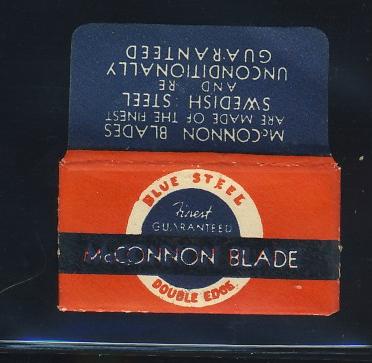 McCONNON BLADES
ARE MADE OF THE FINEST
SWEDISH STEEL
AND RE
UNCONDITIONALLY
GUARANTEED
BLUE STEEL
Finest
GUARANTEED
McCONNON BLADE
DOUBLE EDGE